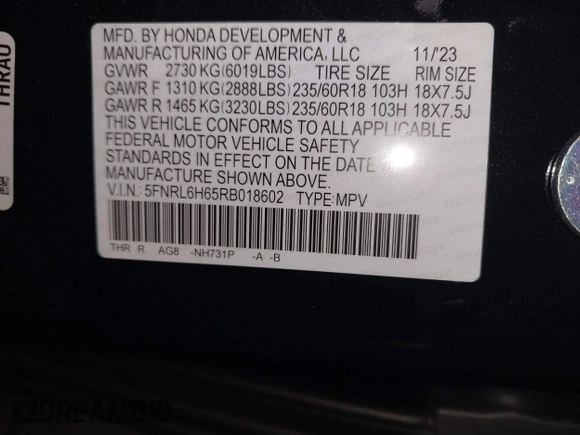 MFD. BY HONDA DEVELOPMENT &
MANUFACTURING OF AMERICA, LLC 11/'23
GVWR 2730 KG(6019LBS) TIRE SIZE RIM SIZE
GAWR F 1310 KG(2888LBS) 235/60R18 103H 18X7.5J
GAWR R 1465 KG(3230LBS) 235/60R18 103H 18X7.5J
THIS VEHICLE CONFORMS TO ALL APPLICABLE
FEDERAL MOTOR VEHICLE SAFETY
STANDARDS IN EFFECT ON THE DATE OF
MANUFACTURE SHOWN ABOVE.
V.I.N.: 5FNRL6H65RB018602 TYPE: MPV
THR R AG8 -NH731P -A -B
THRAU
DREAMBID